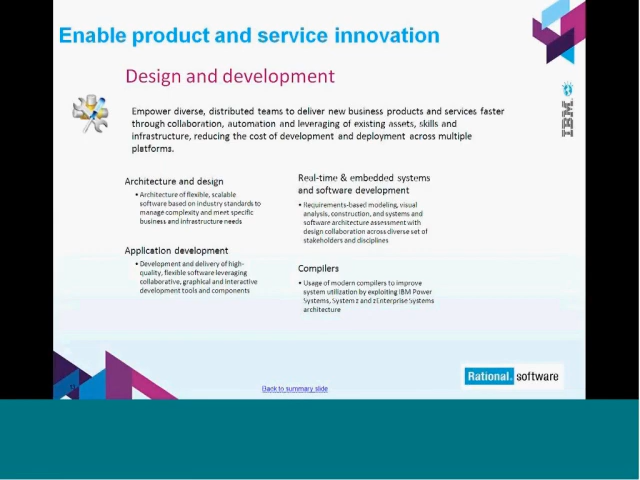 Enable product and service innovation
Design and development
IBM
Empower diverse, distributed teams to deliver new business products and services faster
through collaboration, automation and leveraging of existing assets, skills and
infrastructure, reducing the cost of development and deployment across multiple
platforms.
Architecture and design
• Architecture of flexible, scalable
software based on industry standards to
manage complexity and meet specific
business and infrastructure needs
Application development
• Development and delivery of high-
quality, flexible software leveraging
collaborative, graphical and interactive
development tools and components
Real-time & embedded systems
and software development
• Requirements-based modeling, visual
analysis, construction, and systems and
software architecture assessment with
design collaboration across diverse set of
stakeholders and disciplines
Compilers
• Usage of modern compilers to improve
system utilization by exploiting IBM Power
Systems, System z and zEnterprise Systems
architecture
Back to summary slide
Rational. software